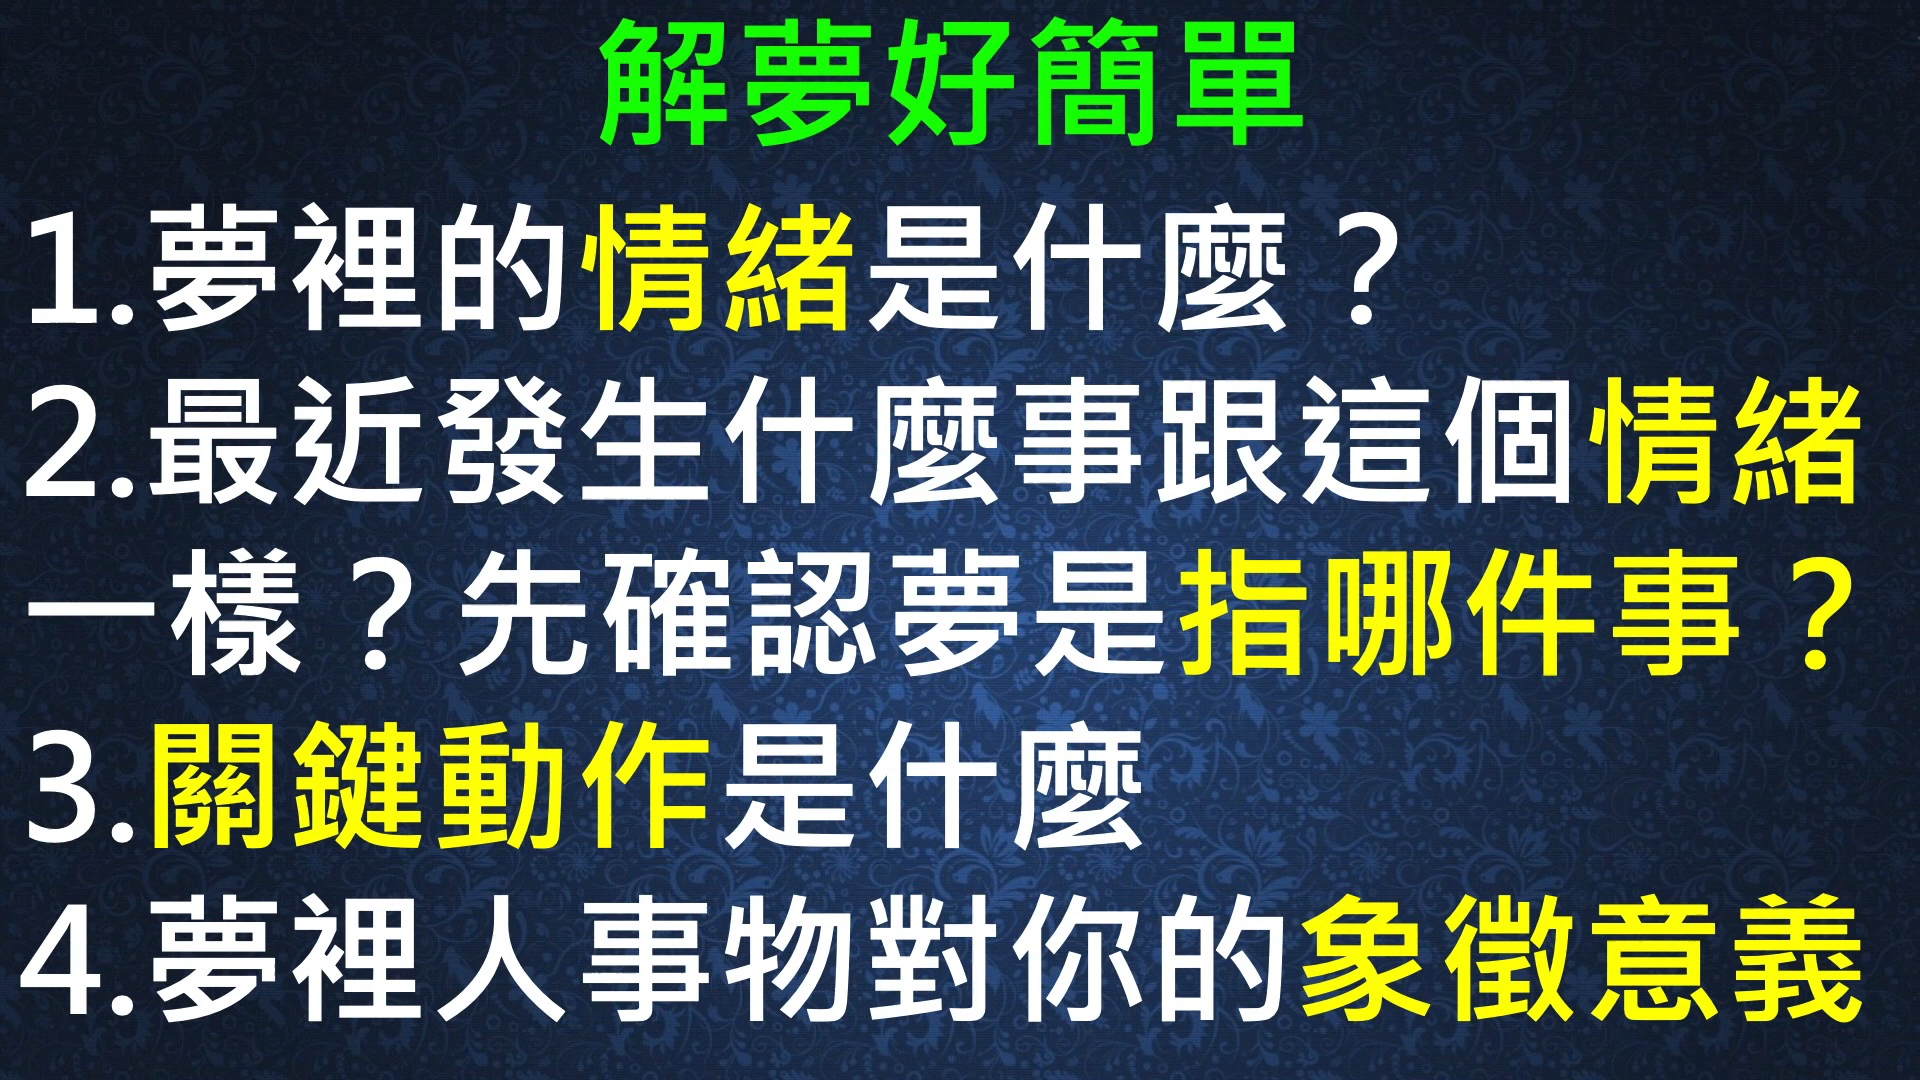 解夢好簡單
1.夢裡的情緒是什麼？
2.最近發生什麼事跟這個情緒
一樣？先確認夢是指哪件事？
3.關鍵動作是什麼
4.夢裡人事物對你的象徵意義